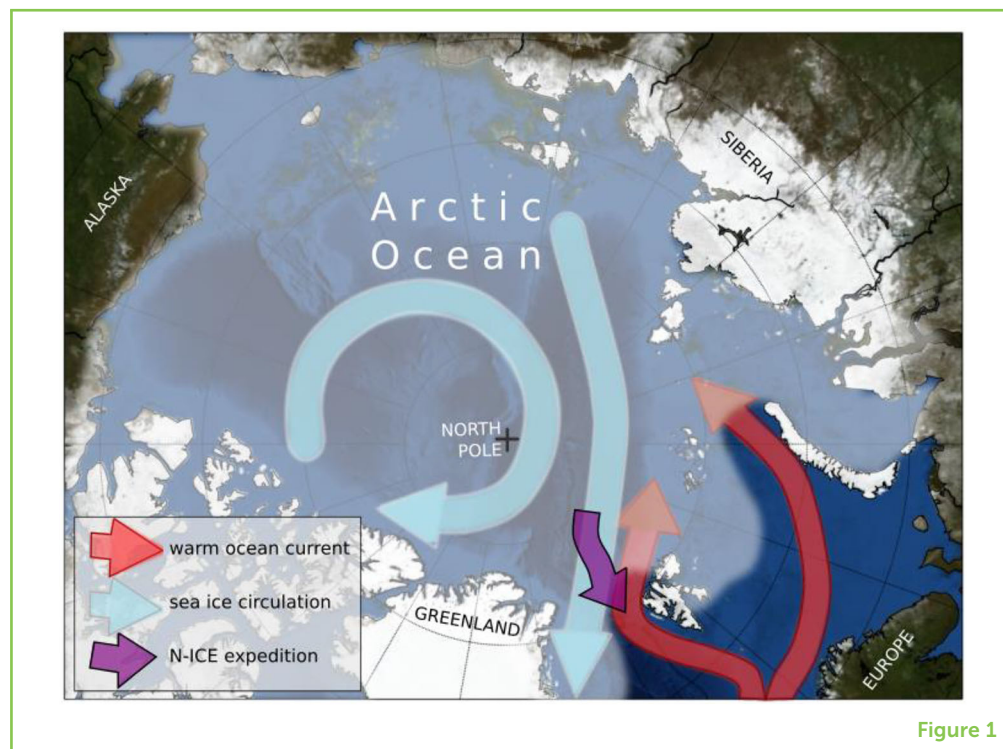 ALASKA
SIBERIA
Arctic
Ocean
NORTH
POLE
warm ocean current
sea ice circulation
N-ICE expedition
GREENLAND
EUROPE
Figure 1